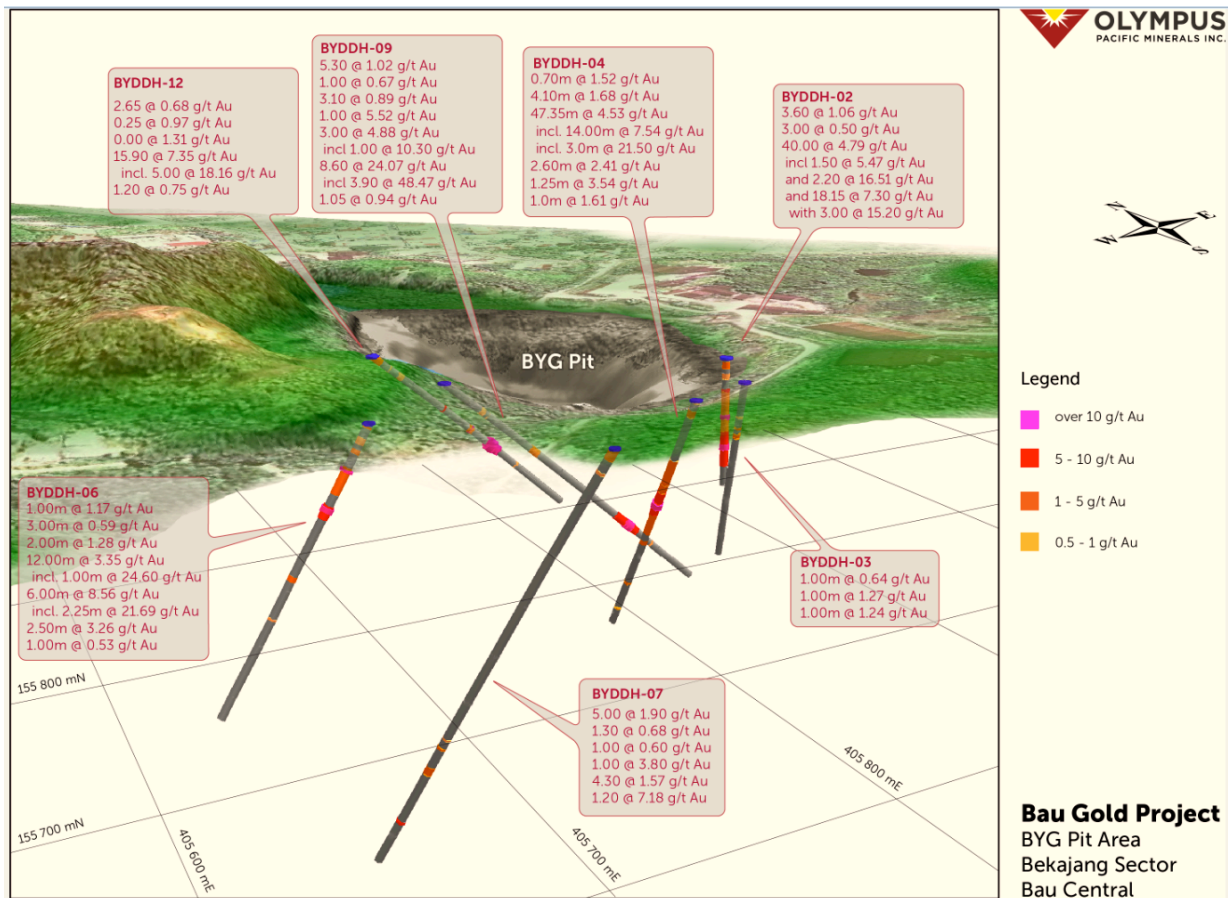 OLYMPUS
PACIFIC MINERALS INC.
BYDDH-12
2.65 @ 0.68 g/t Au
0.25 @ 0.97 g/t Au
0.00 @ 1.31 g/t Au
15.90 @ 7.35 g/t Au
incl. 5.00 @ 18.16 g/t Au
1.20 @ 0.75 g/t Au
BYDDH-09
5.30 @ 1.02 g/t Au
1.00 @ 0.67 g/t Au
3.10 @ 0.89 g/t Au
1.00 @ 5.52 g/t Au
3.00 @ 4.88 g/t Au
incl 1.00 @ 10.30 g/t Au
8.60 @ 24.07 g/t Au
incl 3.90 @ 48.47 g/t Au
1.05 @ 0.94 g/t Au
BYDDH-04
0.70m @ 1.52 g/t Au
4.10m @ 1.68 g/t Au
47.35m @ 4.53 g/t Au
incl. 14.00m @ 7.54 g/t Au
incl. 3.0m @ 21.50 g/t Au
2.60m @ 2.41 g/t Au
1.25m @ 3.54 g/t Au
1.0m @ 1.61 g/t Au
BYDDH-02
3.60 @ 1.06 g/t Au
3.00 @ 0.50 g/t Au
40.00 @ 4.79 g/t Au
incl 1.50 @ 5.47 g/t Au
and 2.20 @ 16.51 g/t Au
and 18.15 @ 7.30 g/t Au
with 3.00 @ 15.20 g/t Au
N
E
W
S
BYG Pit
Legend
over 10 g/t Au
5 - 10 g/t Au
1 - 5 g/t Au
0.5 - 1 g/t Au
BYDDH-06
1.00m @ 1.17 g/t Au
3.00m @ 0.59 g/t Au
2.00m @ 1.28 g/t Au
12.00m @ 3.35 g/t Au
incl. 1.00m @ 24.60 g/t Au
6.00m @ 8.56 g/t Au
incl. 2.25m @ 21.69 g/t Au
2.50m @ 3.26 g/t Au
1.00m @ 0.53 g/t Au
BYDDH-03
1.00m @ 0.64 g/t Au
1.00m @ 1.27 g/t Au
1.00m @ 1.24 g/t Au
BYDDH-07
5.00 @ 1.90 g/t Au
1.30 @ 0.68 g/t Au
1.00 @ 0.60 g/t Au
1.00 @ 3.80 g/t Au
4.30 @ 1.57 g/t Au
1.20 @ 7.18 g/t Au
155 800 mN
155 700 mN
405 600 mE
405 700 mE
405 800 mE
Bau Gold Project
BYG Pit Area
Bekajang Sector
Bau Central